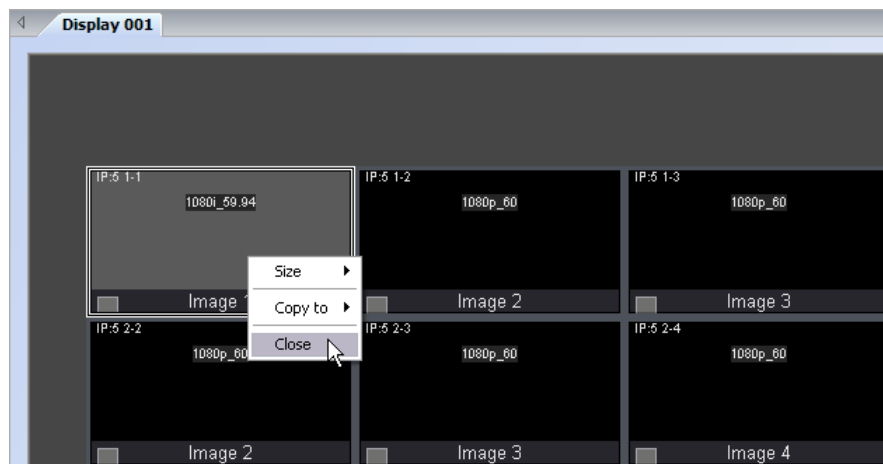 Display 001
IP:5 1-1
IP:5 1-2
IP:5 1-3
1080i_59.94
1080p_60
1080p_60
Size
Image 1
Copy to
Image 2
Image 3
IP:5 2-2
Close
IP:5 2-3
IP:5 2-4
1080p_60
1080p_60
1080p_60
Image 2
Image 3
Image 4